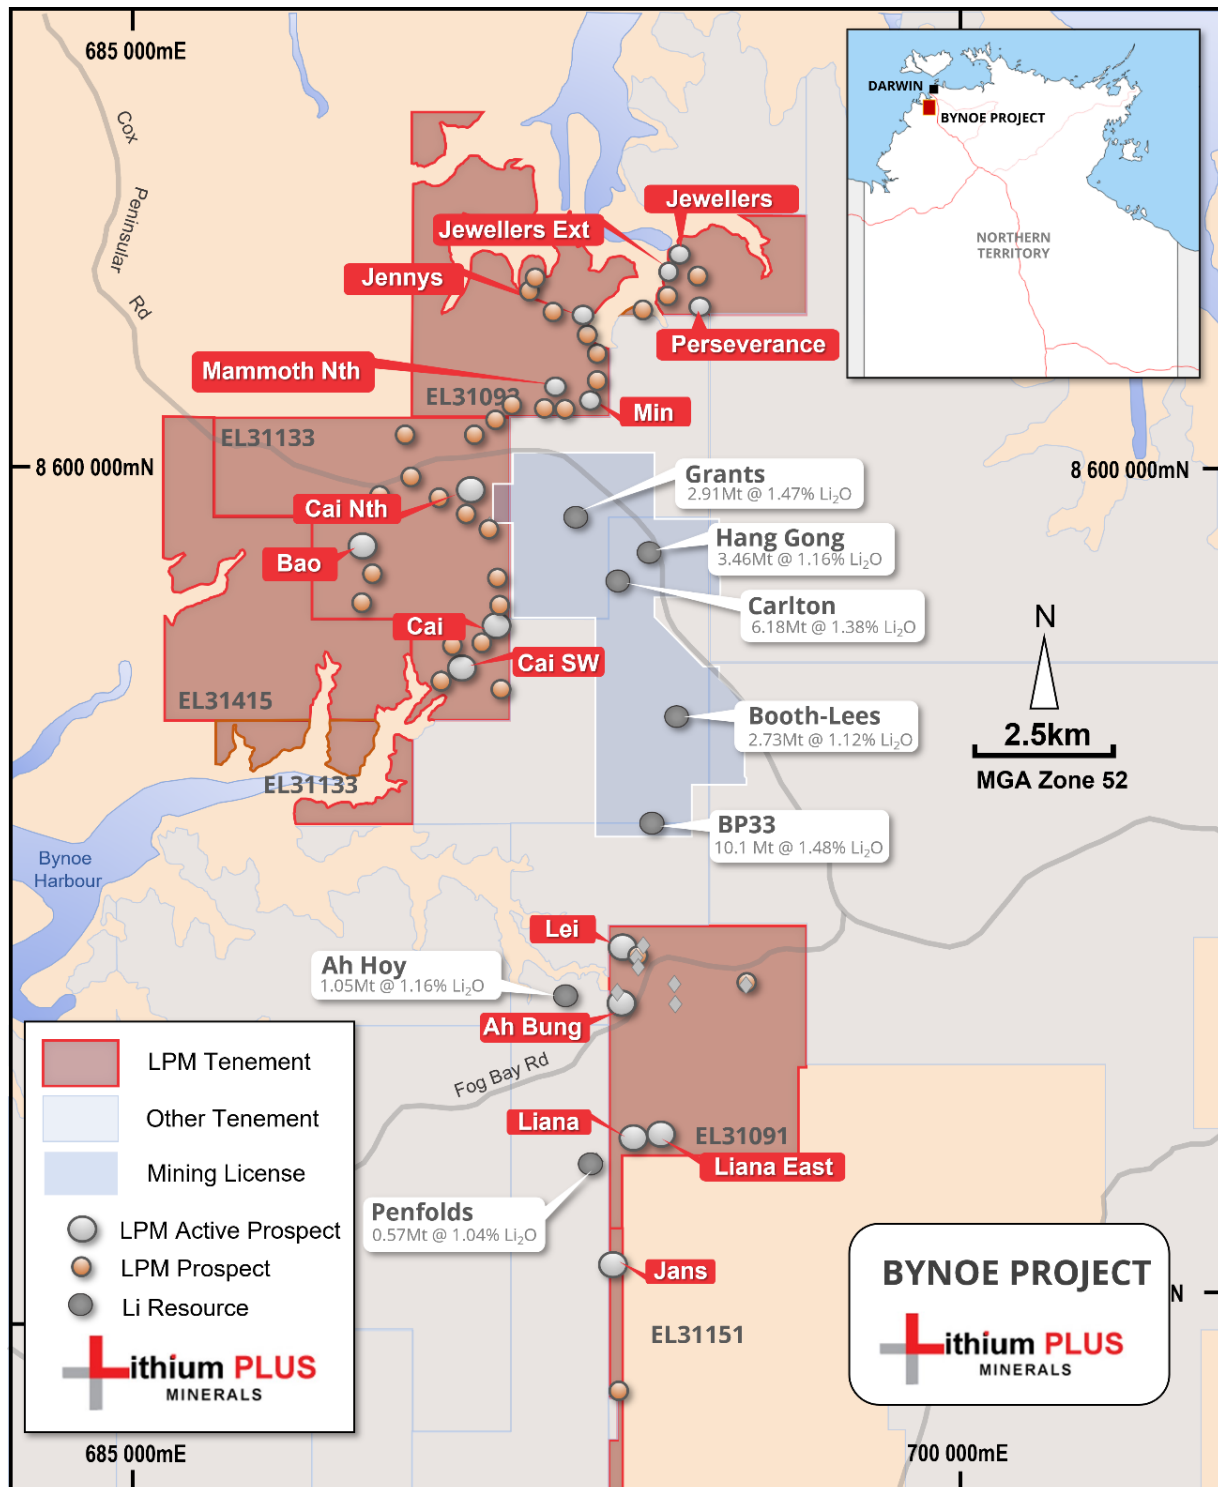 685 000mE
Cox
Peninsular
Rd
DARWIN
BYNOE PROJECT
NORTHERN
TERRITORY
Jewellers
Jewellers Ext
Jennys
Perseverance
Mammoth Nth
EL31093
Min
EL31133
8 600 000mN
8 600 000mN
Grants
2.91Mt @ 1.47% Li₂O
Cai Nth
Hang Gong
3.46Mt @ 1.16% Li₂O
Bao
Carlton
6.18Mt @ 1.38% Li₂O
Cai
Cai SW
N
EL31415
Booth-Lees
2.73Mt @ 1.12% Li₂O
2.5km
MGA Zone 52
EL31133
BP33
10.1 Mt @ 1.48% Li₂O
Bynoe
Harbour
Lei
Ah Hoy
1.05Mt @ 1.16% Li₂O
Ah Bung
Fog Bay Rd
LPM Tenement
Other Tenement
Mining License
LPM Active Prospect
LPM Prospect
Li Resource
Lithium PLUS
MINERALS
Liana
EL31091
Liana East
Penfolds
0.57Mt @ 1.04% Li₂O
Jans
EL31151
BYNOE PROJECT
N
Lithium PLUS
MINERALS
685 000mE
700 000mE